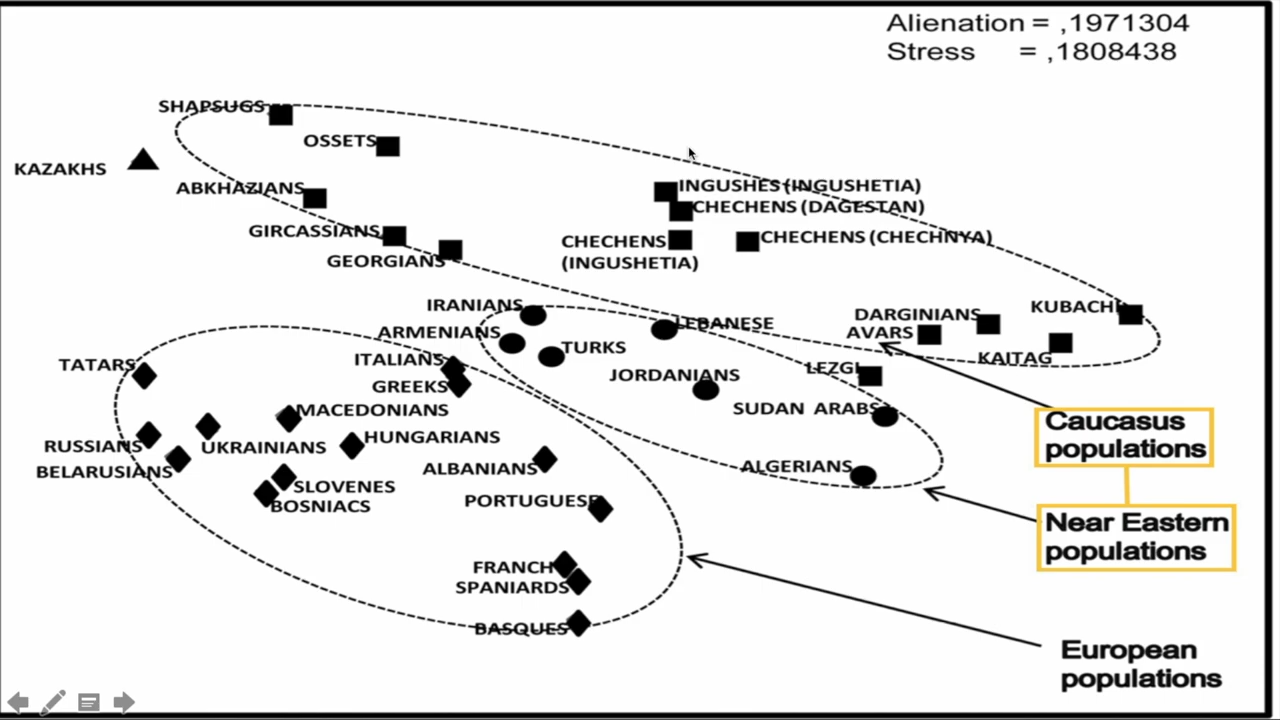 Alienation = ,1971304
Stress = ,1808438
SHAPSUGS
OSSETS
KAZAKHS
ABKHAZIANS
INGUSHES (INGUSHETIA)
CHECHENS (DAGESTAN)
GIRCASSIANS
CHECHENS
(INGUSHETIA)
CHECHENS (CHECHNYA)
GEORGIANS
IRANIANS
LEBANESE
DARGINIANS
KUBACHI
ARMENIANS
AVARS
TURKS
KAITAG
ITALIANS
TATARS
GREEKS
JORDANIANS
LEZGI
MACEDONIANS
SUDAN ARABS
Caucasus
populations
RUSSIANS
UKRAINIANS
HUNGARIANS
BELARUSIANS
ALBANIANS
ALGERIANS
SLOVENES
BOSNIACS
PORTUGUESE
Near Eastern
populations
FRANCH
SPANIARDS
BASQUES
European
populations